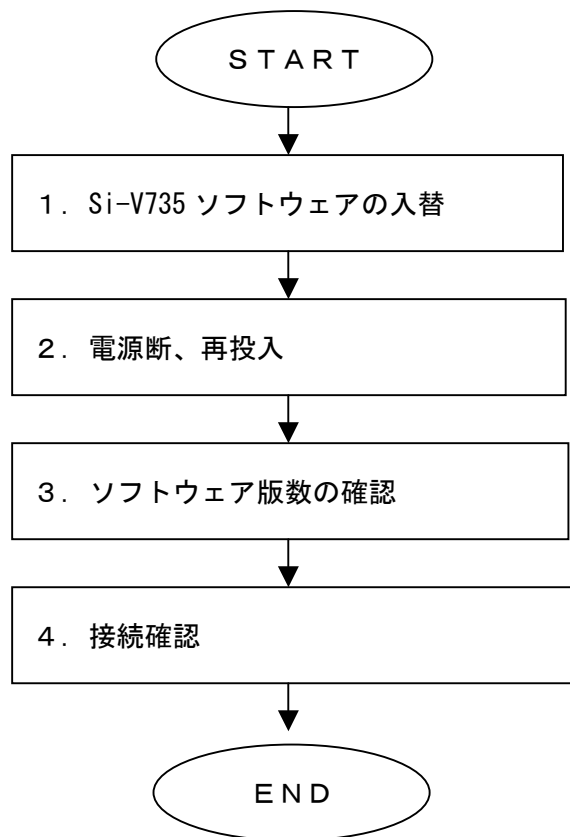 ＳＴＡＲＴ
１．Si-V735 ソフトウェアの入替
２．電源断、再投入
３．ソフトウェア版数の確認
４．接続確認
ＥＮＤ